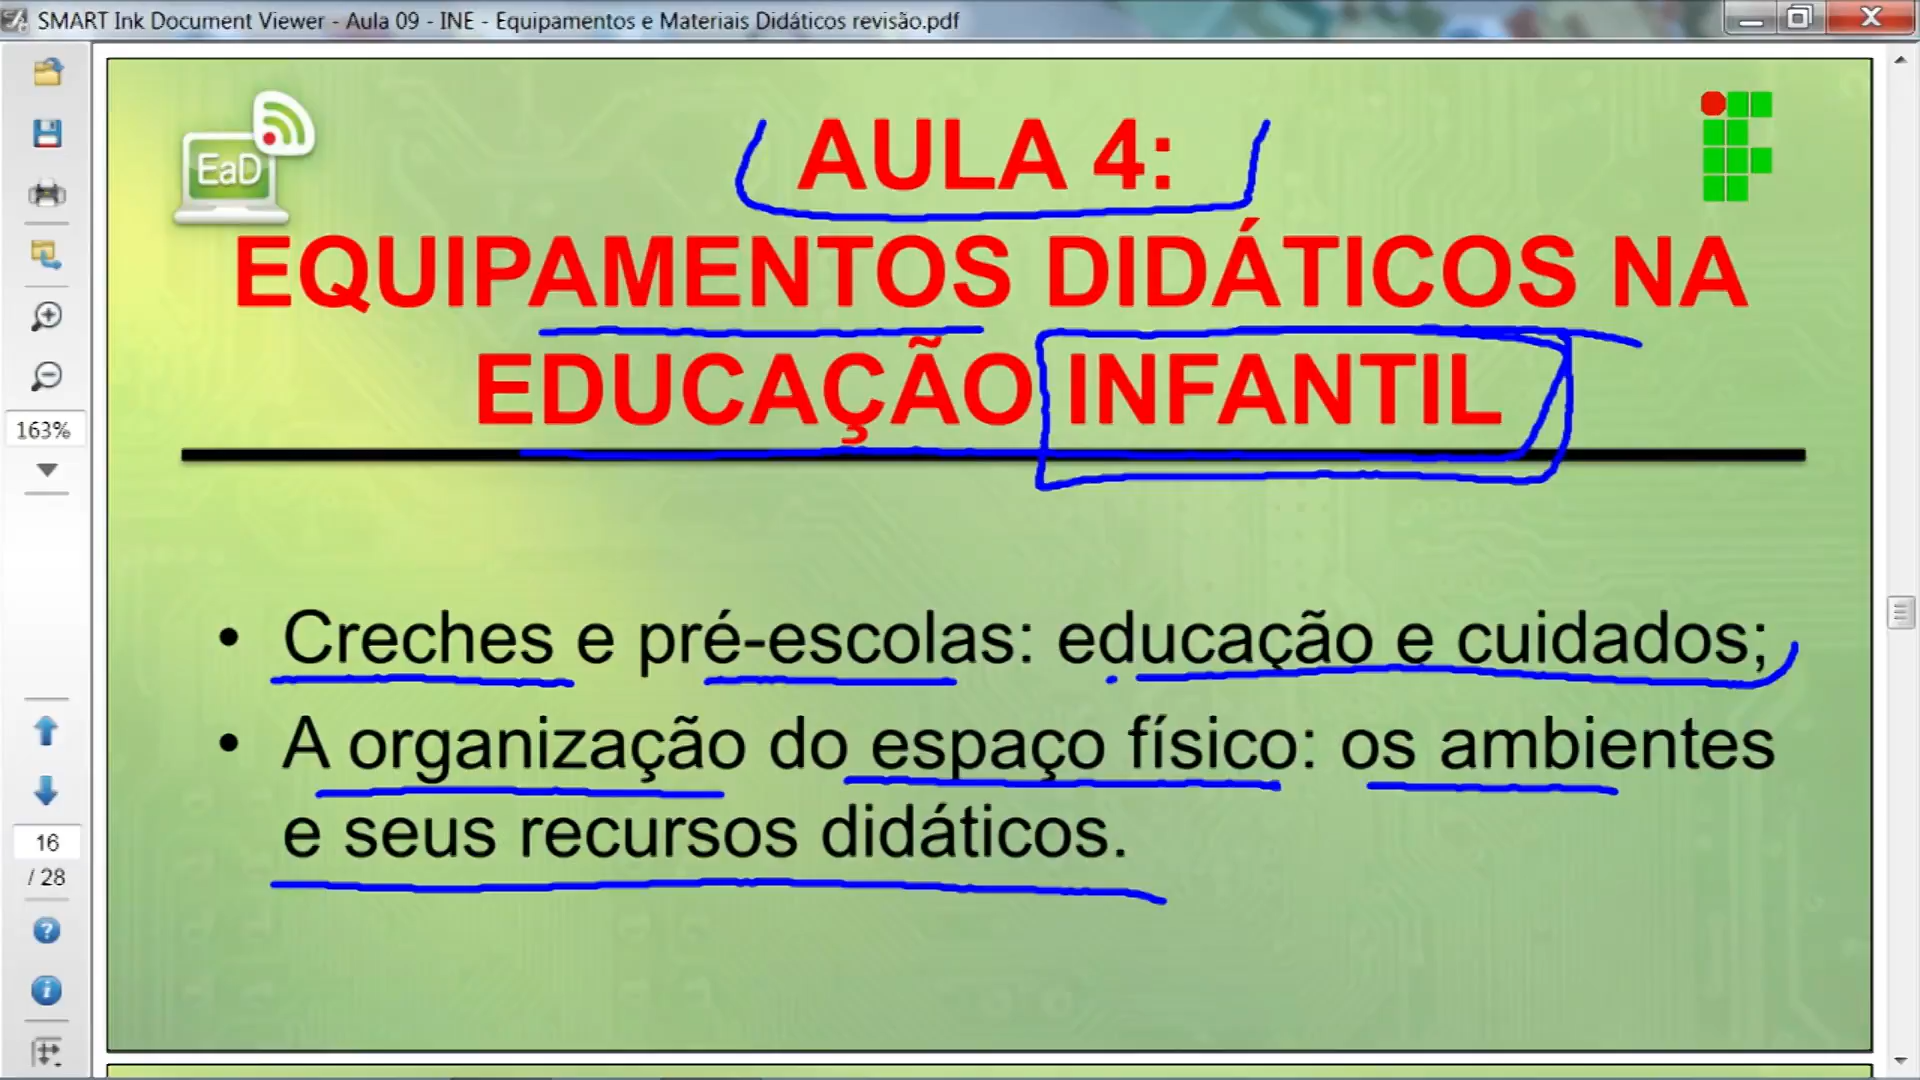 SMART Ink Document Viewer - Aula 09 - INE - Equipamentos e Materiais Didáticos revisão.pdf
EaD
AULA 4:
EQUIPAMENTOS DIDÁTICOS NA
EDUCAÇÃO INFANTIL
163%
• Creches e pré-escolas: educação e cuidados;
• A organização do espaço físico: os ambientes
e seus recursos didáticos.
16
/ 28